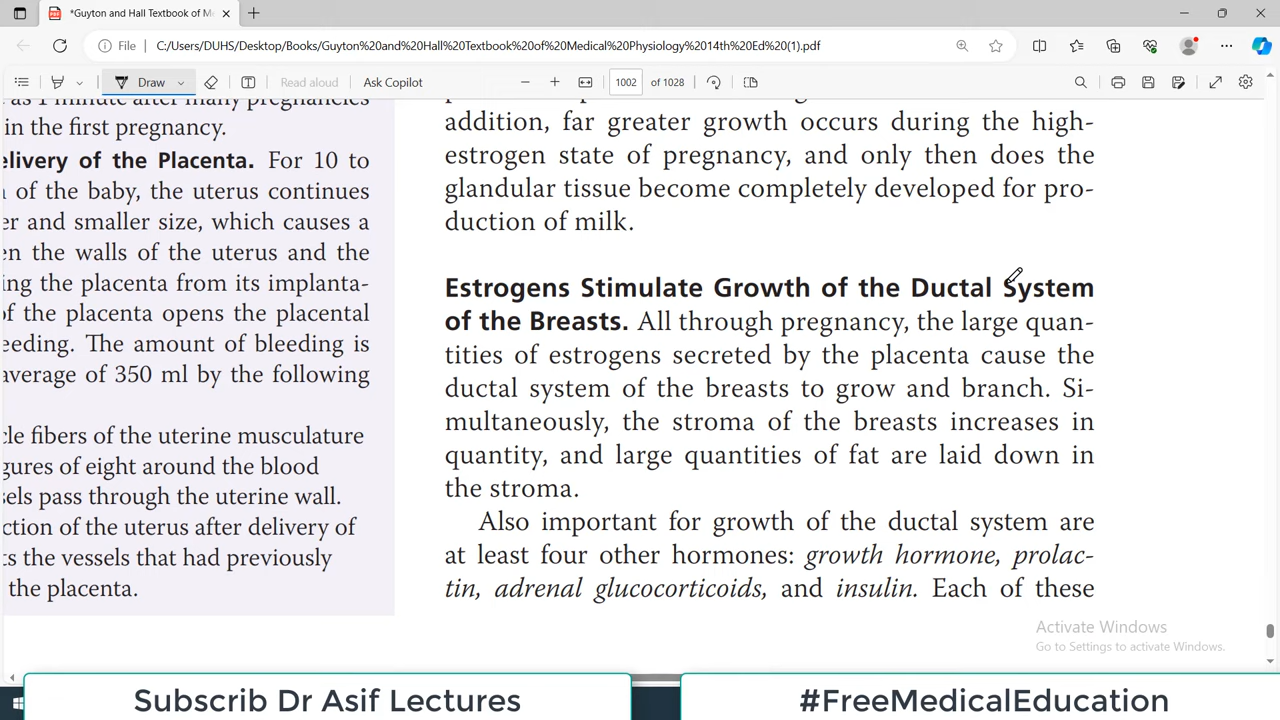 *Guyton and Hall Textbook of Me
File
C:/Users/DUHS/Desktop/Books/Guyton%20and%20Hall%20Textbook%20of%20Medical%20Physiology%2014th%20Ed%20(1).pdf
Draw
Read aloud
Ask Copilot
1002
of 1028
as 1 minute after many pregnancies
in the first pregnancy.
elivery of the Placenta. For 10 to
of the baby, the uterus continues
er and smaller size, which causes a
en the walls of the uterus and the
ing the placenta from its implanta-
of the placenta opens the placental
eeding. The amount of bleeding is
average of 350 ml by the following
cle fibers of the uterine musculature
gures of eight around the blood
sels pass through the uterine wall.
ction of the uterus after delivery of
ts the vessels that had previously
the placenta.
addition, far greater growth occurs during the high-
estrogen state of pregnancy, and only then does the
glandular tissue become completely developed for pro-
duction of milk.
Estrogens Stimulate Growth of the Ductal System
of the Breasts. All through pregnancy, the large quan-
tities of estrogens secreted by the placenta cause the
ductal system of the breasts to grow and branch. Si-
multaneously, the stroma of the breasts increases in
quantity, and large quantities of fat are laid down in
the stroma.
Also important for growth of the ductal system are
at least four other hormones: growth hormone, prolac-
tin, adrenal glucocorticoids, and insulin. Each of these
Activate Windows
Go to Settings to activate Windows.
Subscrib Dr Asif Lectures
#FreeMedicalEducation